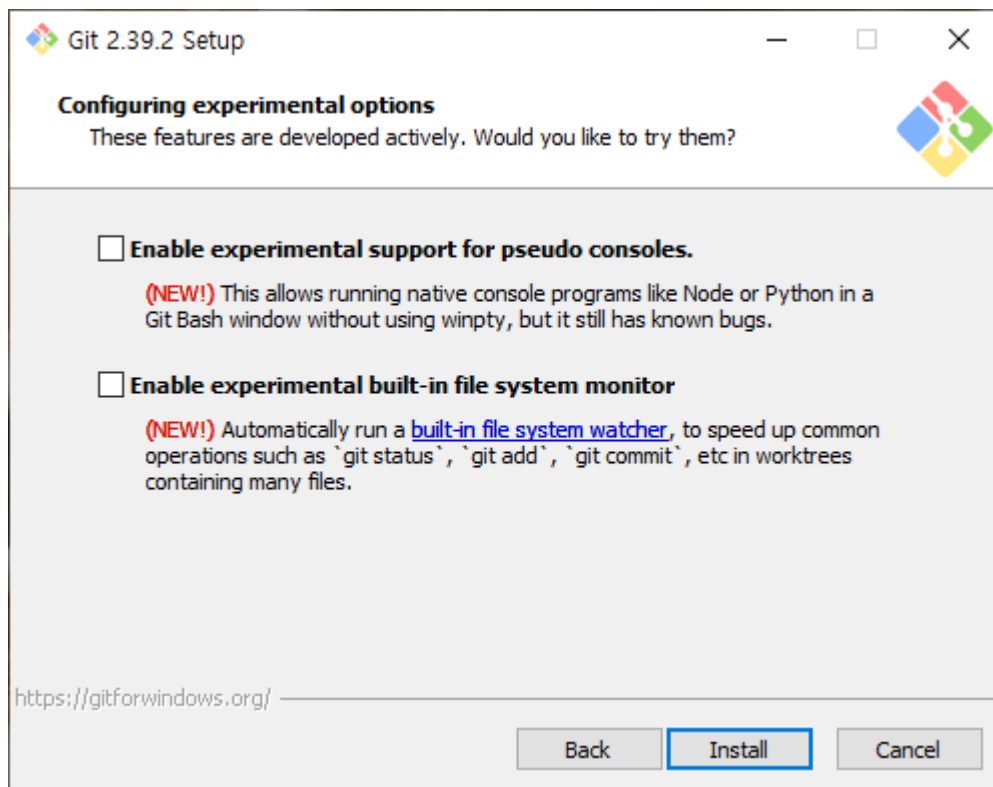 Git 2.39.2 Setup
Configuring experimental options
These features are developed actively. Would you like to try them?
Enable experimental support for pseudo consoles.
(NEW!) This allows running native console programs like Node or Python in a
Git Bash window without using winpty, but it still has known bugs.
Enable experimental built-in file system monitor
(NEW!) Automatically run a built-in file system watcher, to speed up common
operations such as `git status`, `git add`, `git commit`, etc in worktrees
containing many files.
https://gitforwindows.org/
Back
Install
Cancel